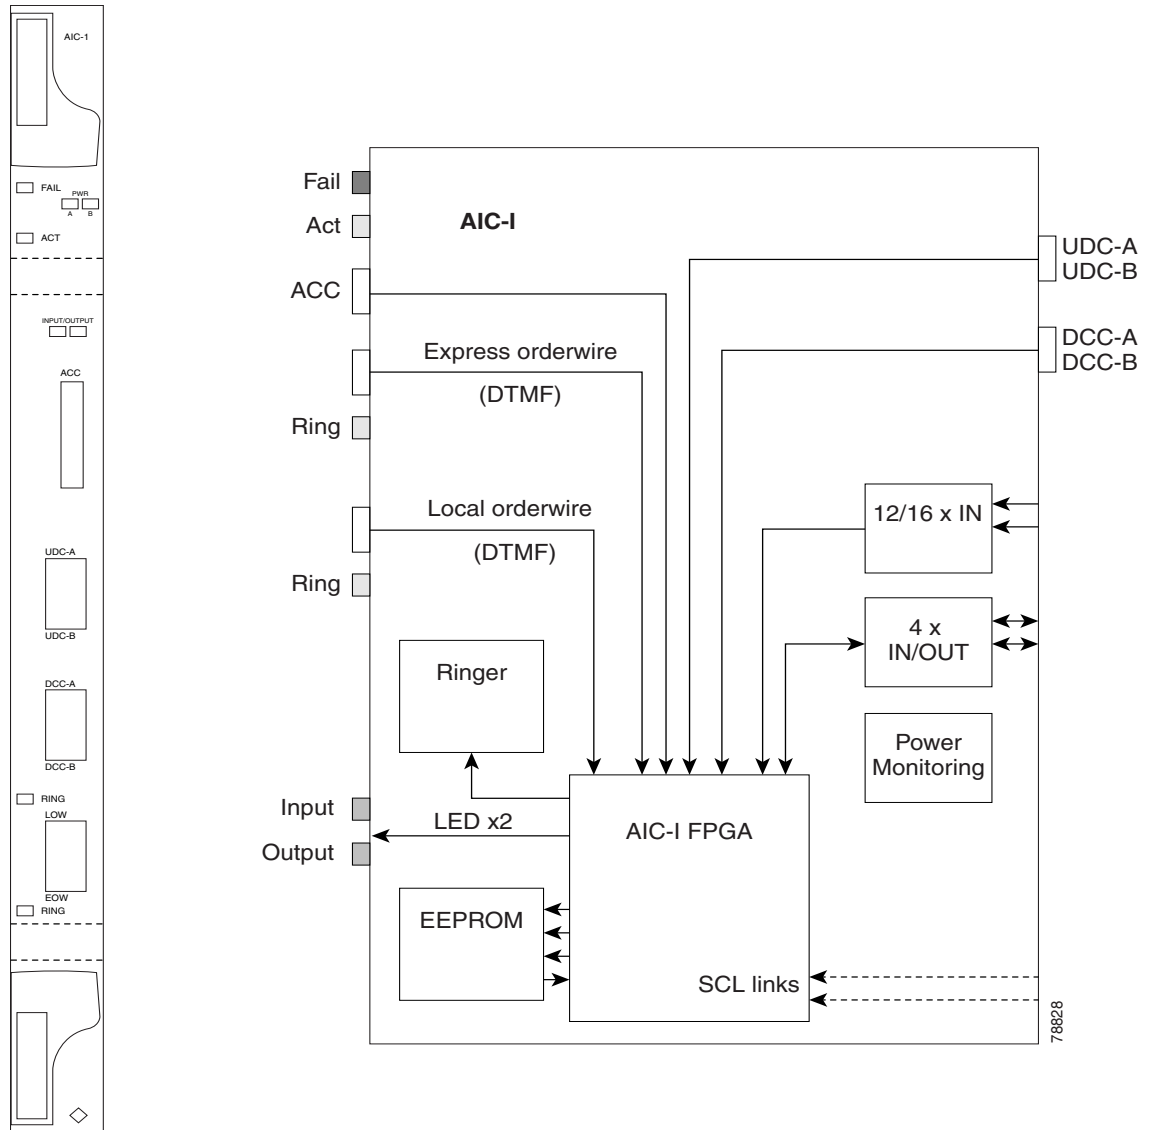 AIC-1
FAIL
PWR
A B
ACT
INPUT/OUTPUT
ACC
UDC-A
UDC-B
DCC-A
DCC-B
RING
LOW
EOW
RING
Fail
Act
AIC-I
ACC
Express orderwire
(DTMF)
Ring
Local orderwire
(DTMF)
Ring
UDC-A
UDC-B
DCC-A
DCC-B
12/16 x IN
4 x
IN/OUT
Ringer
Power
Monitoring
Input
LED x2
Output
AIC-I FPGA
EEPROM
SCL links
78828